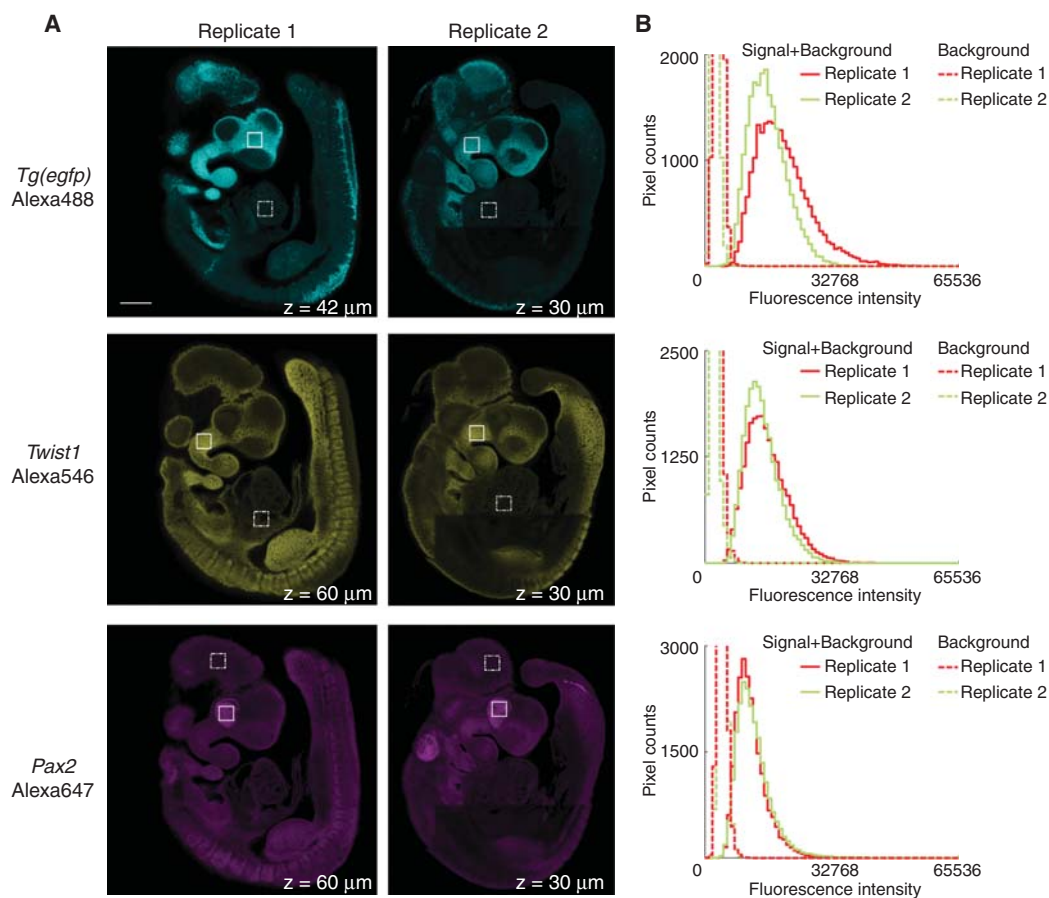 A
Replicate 1
Replicate 2
Tg(egfp)
Alexa488
z = 42 μm
z = 30 μm
Twist1
Alexa546
z = 60 μm
z = 30 μm
Pax2
Alexa647
z = 60 μm
z = 30 μm
B
2000
1000
Pixel counts
Signal+Background
Background
Replicate 1
Replicate 1
Replicate 2
Replicate 2
0
32768
65536
Fluorescence intensity
2500
1250
Pixel counts
Signal+Background
Background
Replicate 1
Replicate 1
Replicate 2
Replicate 2
0
32768
65536
Fluorescence intensity
3000
1500
Pixel counts
Signal+Background
Background
Replicate 1
Replicate 1
Replicate 2
Replicate 2
0
32768
65536
Fluorescence intensity